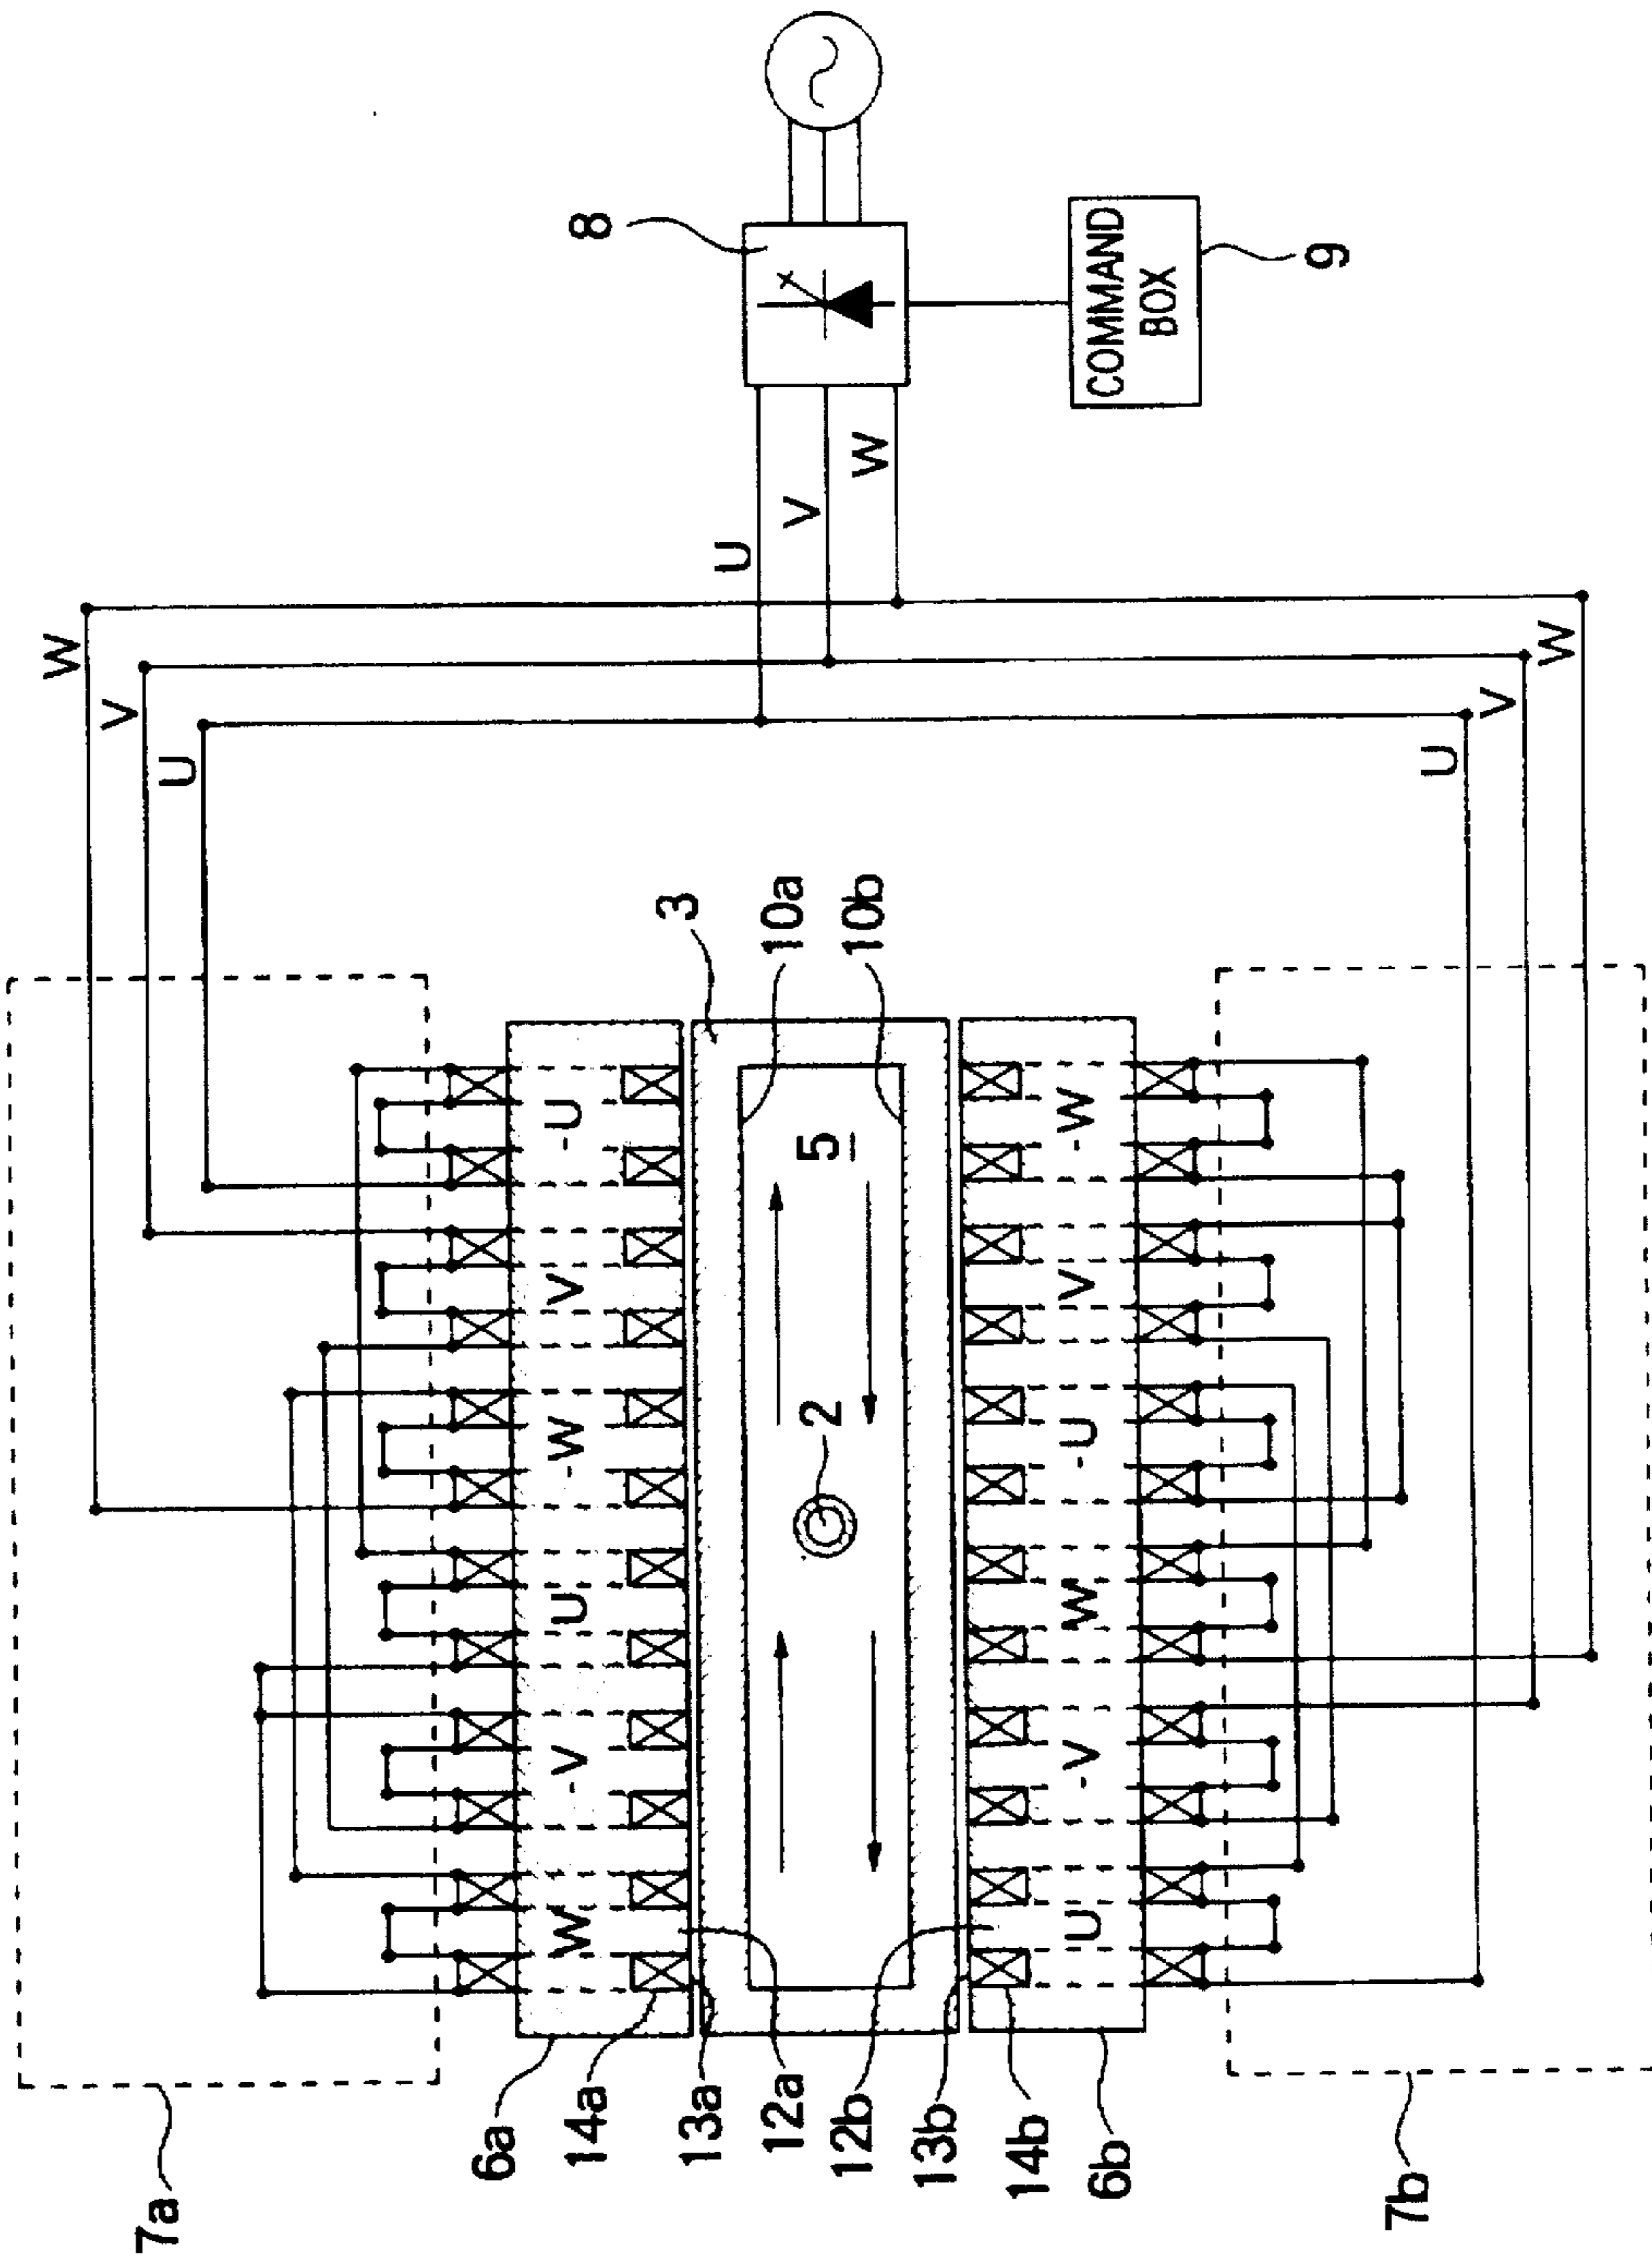 7a
6a
14a
13a
12a
12b
13b
14b
6b
7b
W
-V
U
-W
V
-U
U
-V
W
-U
V
-W
2
5
3
10a
10b
W
V
U
U
V
W
U
V
W
8
COMMAND
BOX
9